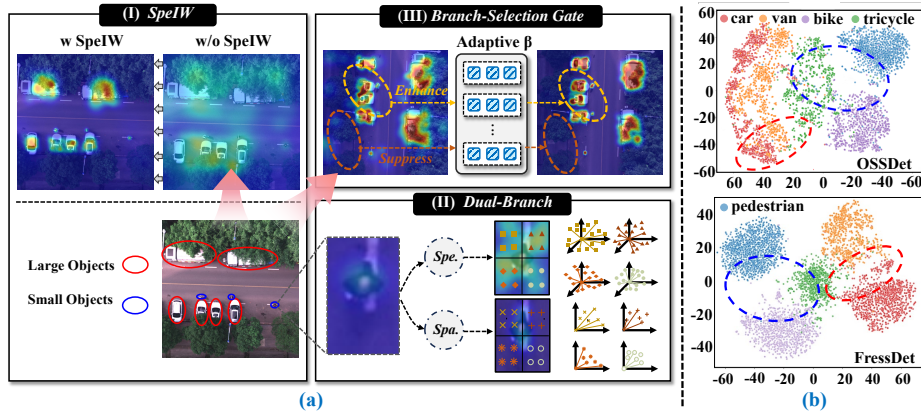 (I) SpeIW
w SpeIW
w/o SpeIW
Large Objects
Small Objects
(III) Branch-Selection Gate
Adaptive β
Enhance
Suppress
(II) Dual-Branch
Spe.
Spa.
(a)
car van bike tricycle
60
40
20
0
-20
-40
-60
60 40 20 0 -20 -40 -60
OSSDet
pedestrian
40
20
0
-20
-40
-60 -40 -20 0 20 40 60
FressDet
(b)